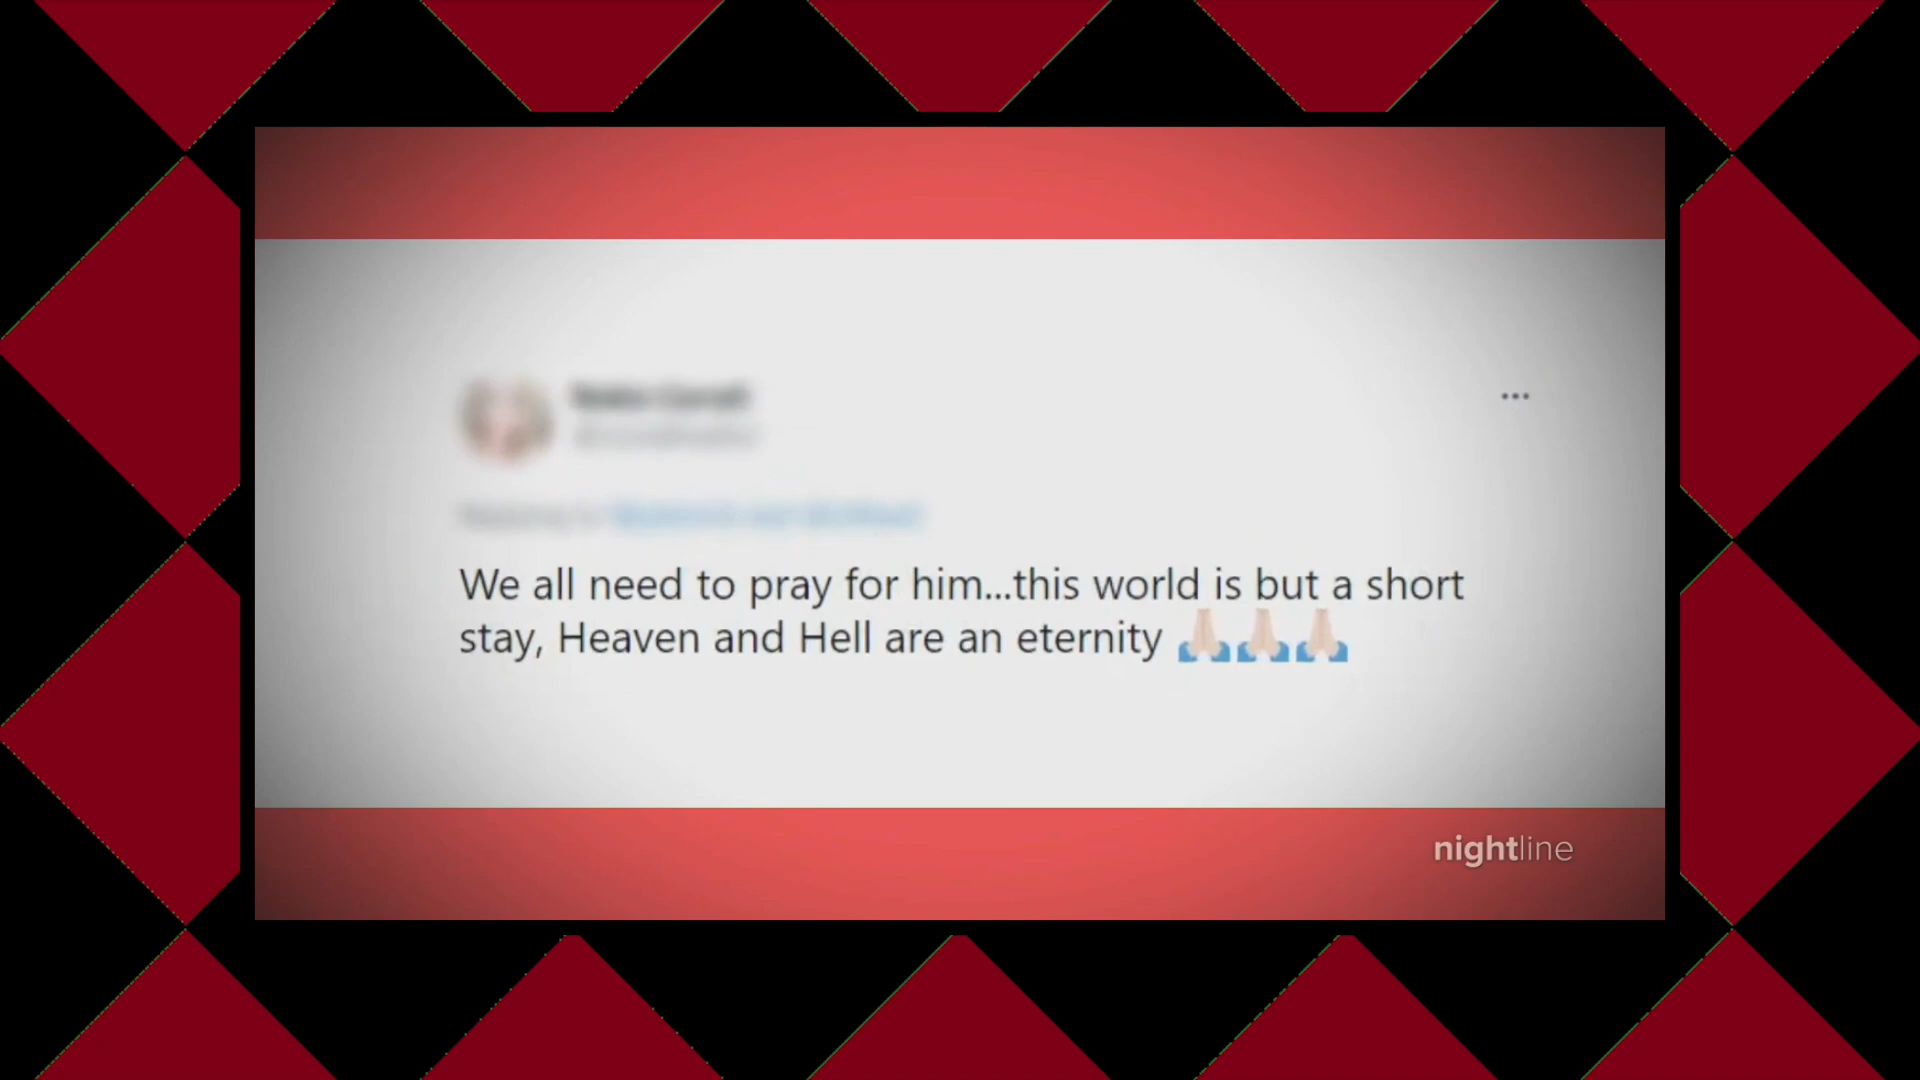 We all need to pray for him...this world is but a short
stay, Heaven and Hell are an eternity 🙏🏻🙏🏻🙏🏻
nightline